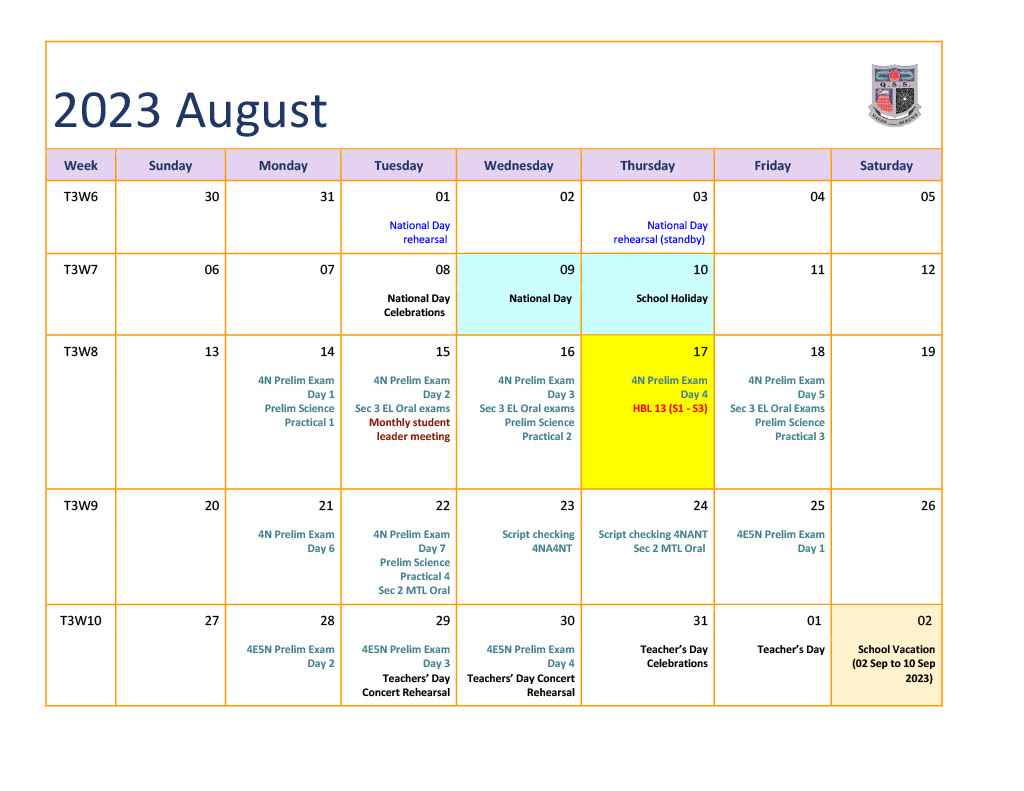 2023 August
Q.S.S.
Week Sunday Monday Tuesday Wednesday Thursday Friday Saturday
T3W6 30 31 01 02 03 04 05
National Day
rehearsal
National Day
rehearsal (standby)
T3W7 06 07 08 09 10 11 12
National Day
Celebrations
National Day
School Holiday
T3W8 13 14 15 16 17 18 19
4N Prelim Exam
Day 1
Prelim Science
Practical 1
4N Prelim Exam
Day 2
Sec 3 EL Oral exams
Monthly student
leader meeting
4N Prelim Exam
Day 3
Sec 3 EL Oral exams
Prelim Science
Practical 2
4N Prelim Exam
Day 4
HBL 13 (S1 - S3)
4N Prelim Exam
Day 5
Sec 3 EL Oral Exams
Prelim Science
Practical 3
T3W9 20 21 22 23 24 25 26
4N Prelim Exam
Day 6
4N Prelim Exam
Day 7
Prelim Science
Practical 4
Sec 2 MTL Oral
Script checking
4NA4NT
Script checking 4NANT
Sec 2 MTL Oral
4E5N Prelim Exam
Day 1
T3W10 27 28 29 30 31 01 02
4E5N Prelim Exam
Day 2
4E5N Prelim Exam
Day 3
Teachers’ Day
Concert Rehearsal
4E5N Prelim Exam
Day 4
Teachers’ Day Concert
Rehearsal
Teacher’s Day
Celebrations
Teacher’s Day
School Vacation
(02 Sep to 10 Sep
2023)